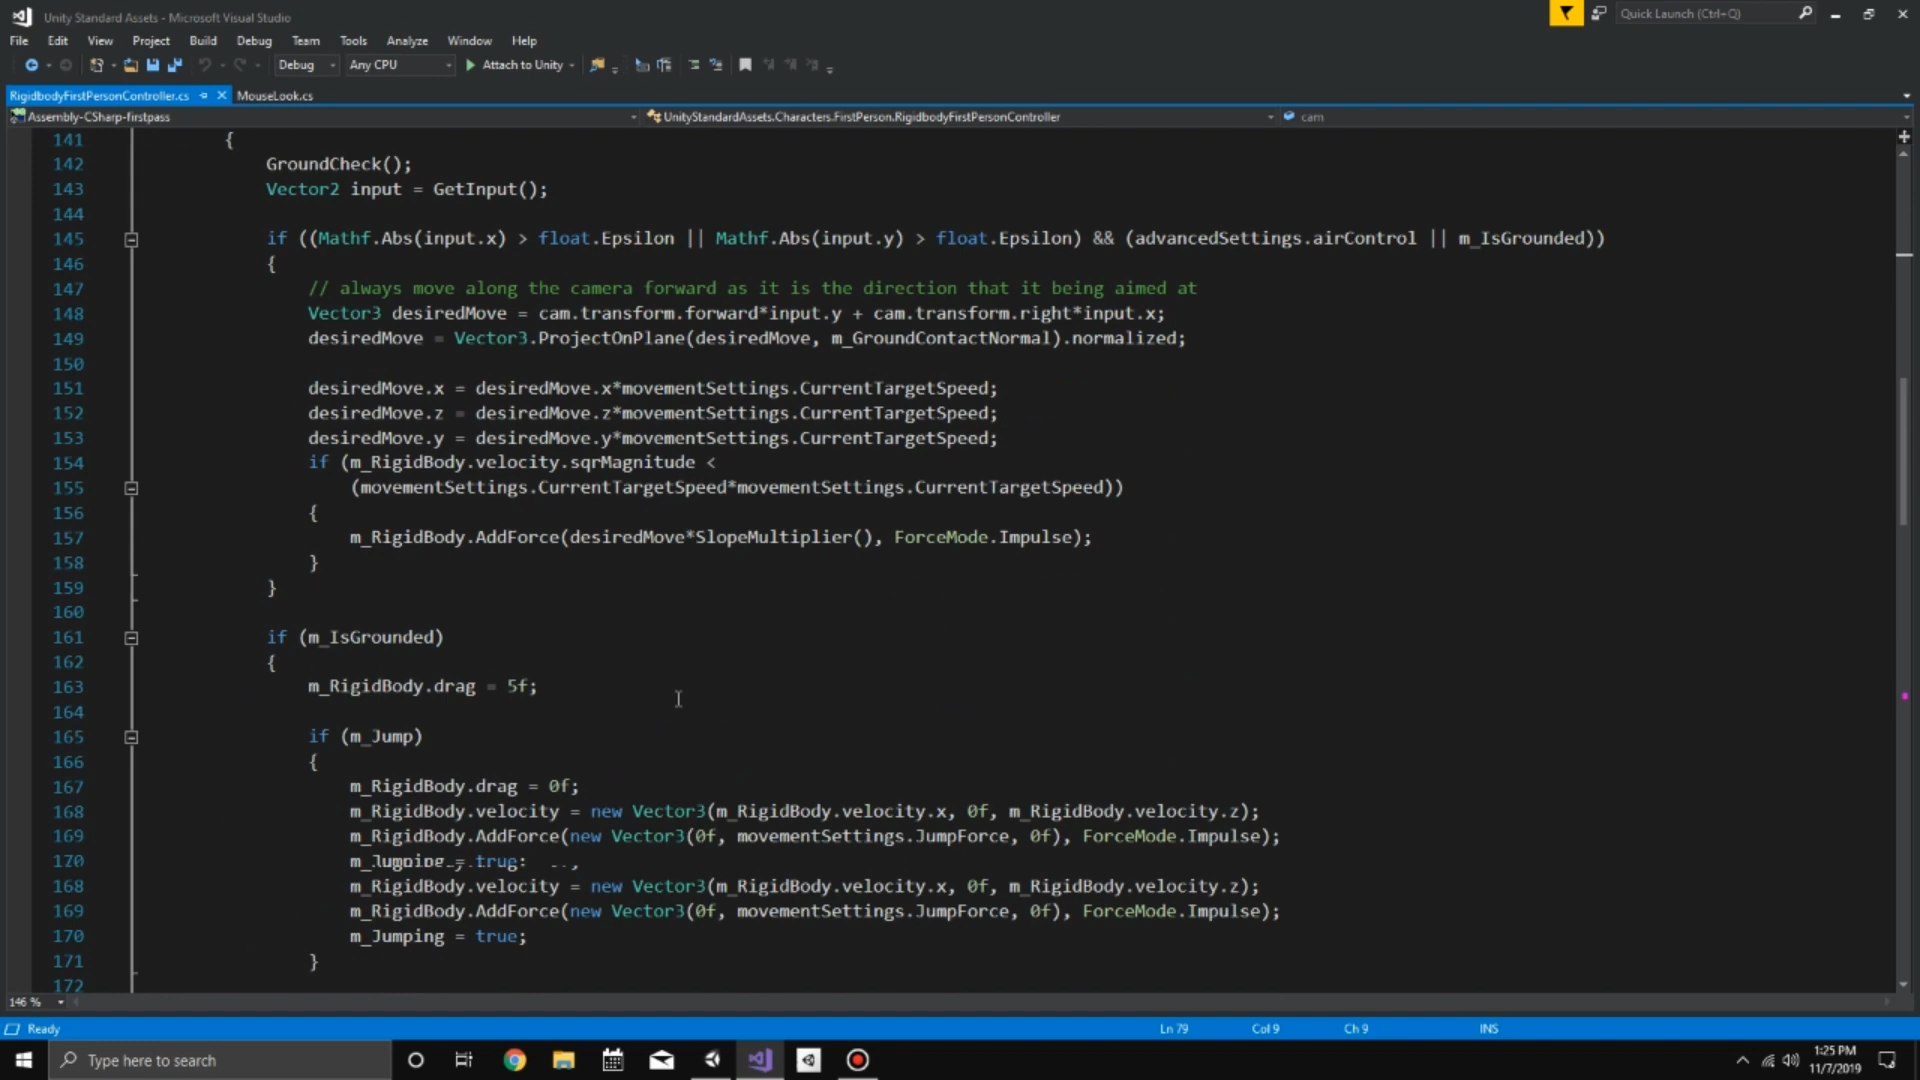 Unity Standard Assets - Microsoft Visual Studio
Quick Launch (Ctrl+Q)
File Edit View Project Build Debug Team Tools Analyze Window Help
Debug Any CPU Attach to Unity
RigidbodyFirstPersonController.cs MouseLook.cs
Assembly-CSharp-firstpass UnityStandardAssets.Characters.FirstPerson.RigidbodyFirstPersonController cam
141 {
142 GroundCheck();
143 Vector2 input = GetInput();
144
145 if ((Mathf.Abs(input.x) > float.Epsilon || Mathf.Abs(input.y) > float.Epsilon) && (advancedSettings.airControl || m_IsGrounded))
146 {
147 // always move along the camera forward as it is the direction that it being aimed at
148 Vector3 desiredMove = cam.transform.forward*input.y + cam.transform.right*input.x;
149 desiredMove = Vector3.ProjectOnPlane(desiredMove, m_GroundContactNormal).normalized;
150
151 desiredMove.x = desiredMove.x*movementSettings.CurrentTargetSpeed;
152 desiredMove.z = desiredMove.z*movementSettings.CurrentTargetSpeed;
153 desiredMove.y = desiredMove.y*movementSettings.CurrentTargetSpeed;
154 if (m_RigidBody.velocity.sqrMagnitude <
155 (movementSettings.CurrentTargetSpeed*movementSettings.CurrentTargetSpeed))
156 {
157 m_RigidBody.AddForce(desiredMove*SlopeMultiplier(), ForceMode.Impulse);
158 }
159 }
160
161 if (m_IsGrounded)
162 {
163 m_RigidBody.drag = 5f;
164
165 if (m_Jump)
166 {
167 m_RigidBody.drag = 0f;
168 m_RigidBody.velocity = new Vector3(m_RigidBody.velocity.x, 0f, m_RigidBody.velocity.z);
169 m_RigidBody.AddForce(new Vector3(0f, movementSettings.JumpForce, 0f), ForceMode.Impulse);
170 m_Jumping = true;
168 m_RigidBody.velocity = new Vector3(m_RigidBody.velocity.x, 0f, m_RigidBody.velocity.z);
169 m_RigidBody.AddForce(new Vector3(0f, movementSettings.JumpForce, 0f), ForceMode.Impulse);
170 m_Jumping = true;
171 }
172
146 %
Ready Ln 79 Col 9 Ch 9 INS
Type here to search
1:25 PM
11/7/2019